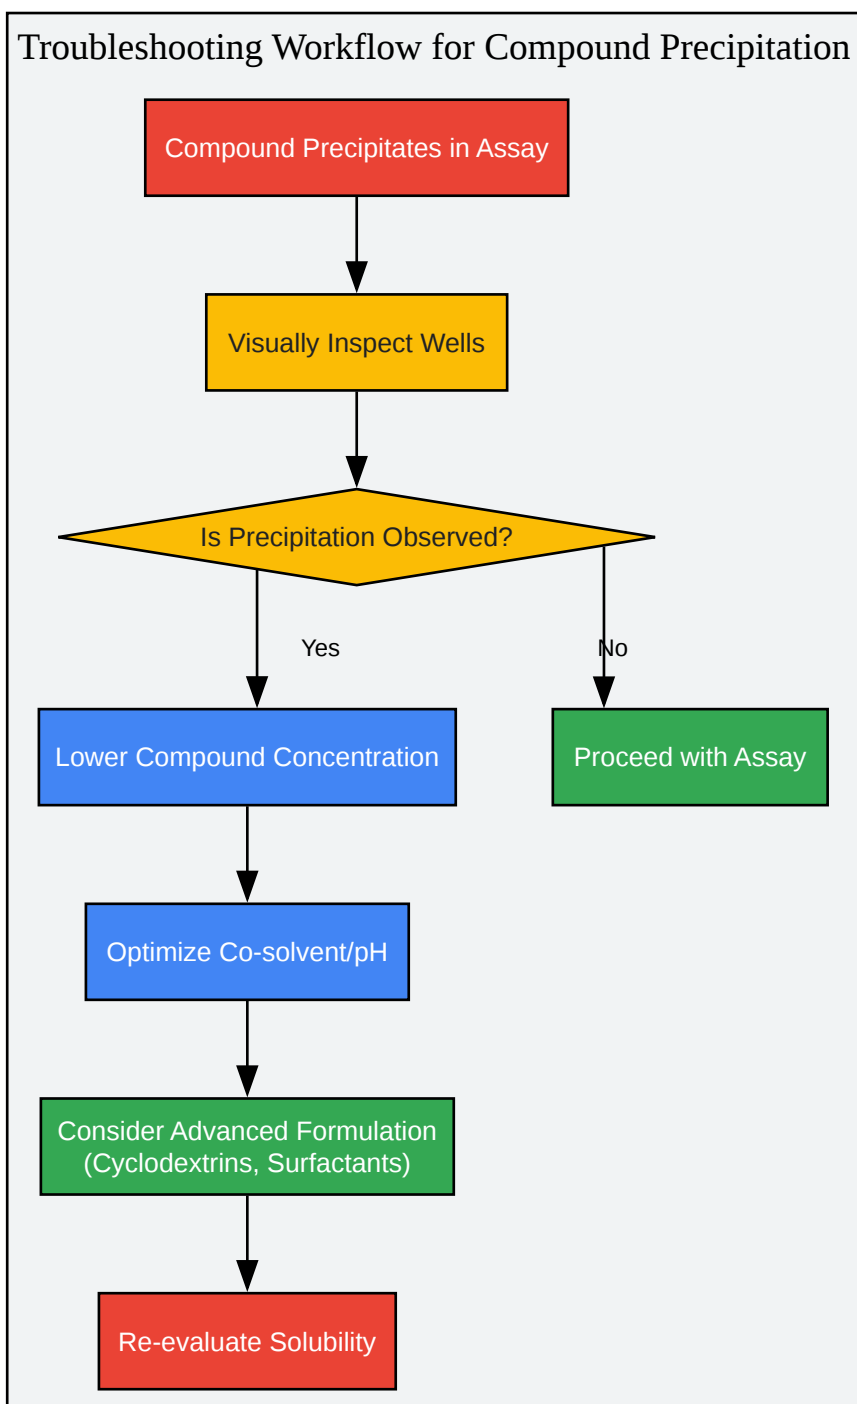 Troubleshooting Workflow for Compound Precipitation
Compound Precipitates in Assay
Visually Inspect Wells
Is Precipitation Observed?
Yes
No
Lower Compound Concentration
Proceed with Assay
Optimize Co-solvent/pH
Consider Advanced Formulation
(Cyclodextrins, Surfactants)
Re-evaluate Solubility